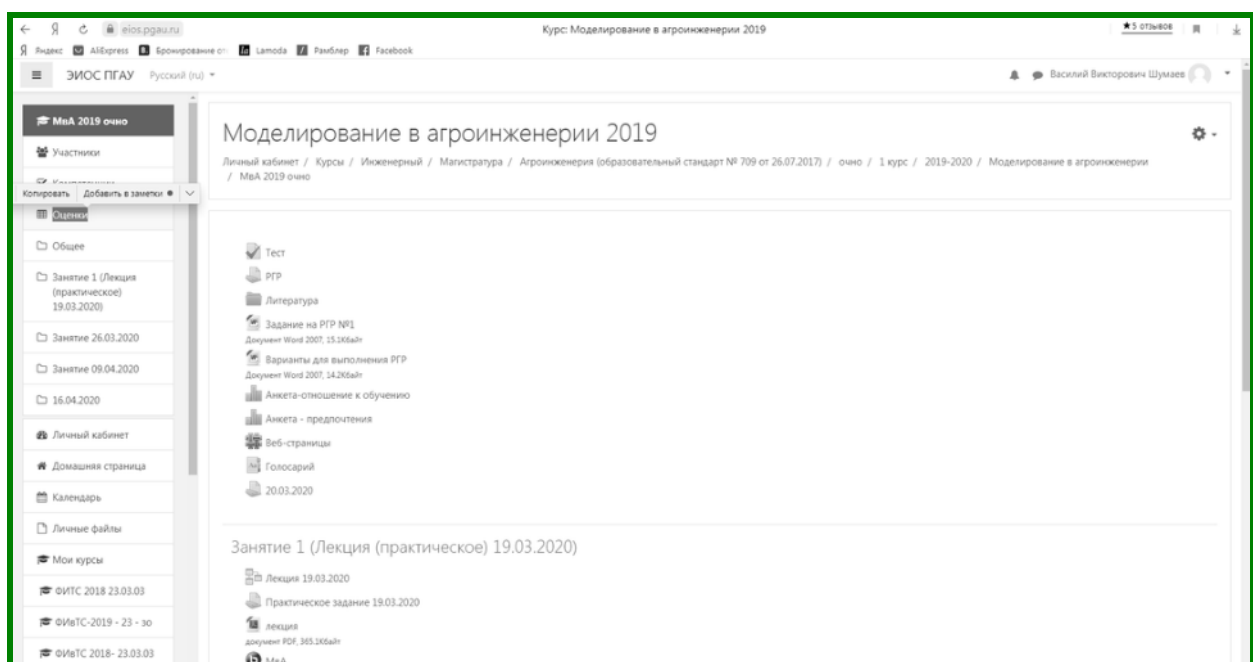 eios.pgau.ru
Курс: Моделирование в агроинженерии 2019
★5 отзывов
Яндекс AliExpress Бронирование от Lamoda Рамблер Facebook
ЭИОС ПГАУ Русский (ru)
Василий Викторович Шумаев
МвА 2019 очно
Участники
Копировать Добавить в заметки
Оценки
Общее
Занятие 1 (Лекция
(практическое)
19.03.2020)
Занятие 26.03.2020
Занятие 09.04.2020
16.04.2020
Личный кабинет
Домашняя страница
Календарь
Личные файлы
Мои курсы
ФИТС 2018 23.03.03
ФИвТС-2019 - 23 - зо
ФИвТС 2018- 23.03.03
Моделирование в агроинженерии 2019
Личный кабинет / Курсы / Инженерный / Магистратура / Агроинженерия (образовательный стандарт № 709 от 26.07.2017) / очно / 1 курс / 2019-2020 / Моделирование в агроинженерии
/ МвА 2019 очно
Тест
РГР
Литература
Задание на РГР №1
Документ Word 2007, 15.1Кбайт
Варианты для выполнения РГР
Документ Word 2007, 14.2Кбайт
Анкета-отношение к обучению
Анкета - предпочтения
Веб-страницы
Голосарий
20.03.2020
Занятие 1 (Лекция (практическое) 19.03.2020)
Лекция 19.03.2020
Практическое задание 19.03.2020
лекция
документ PDF, 365.1Кбайт
МвА